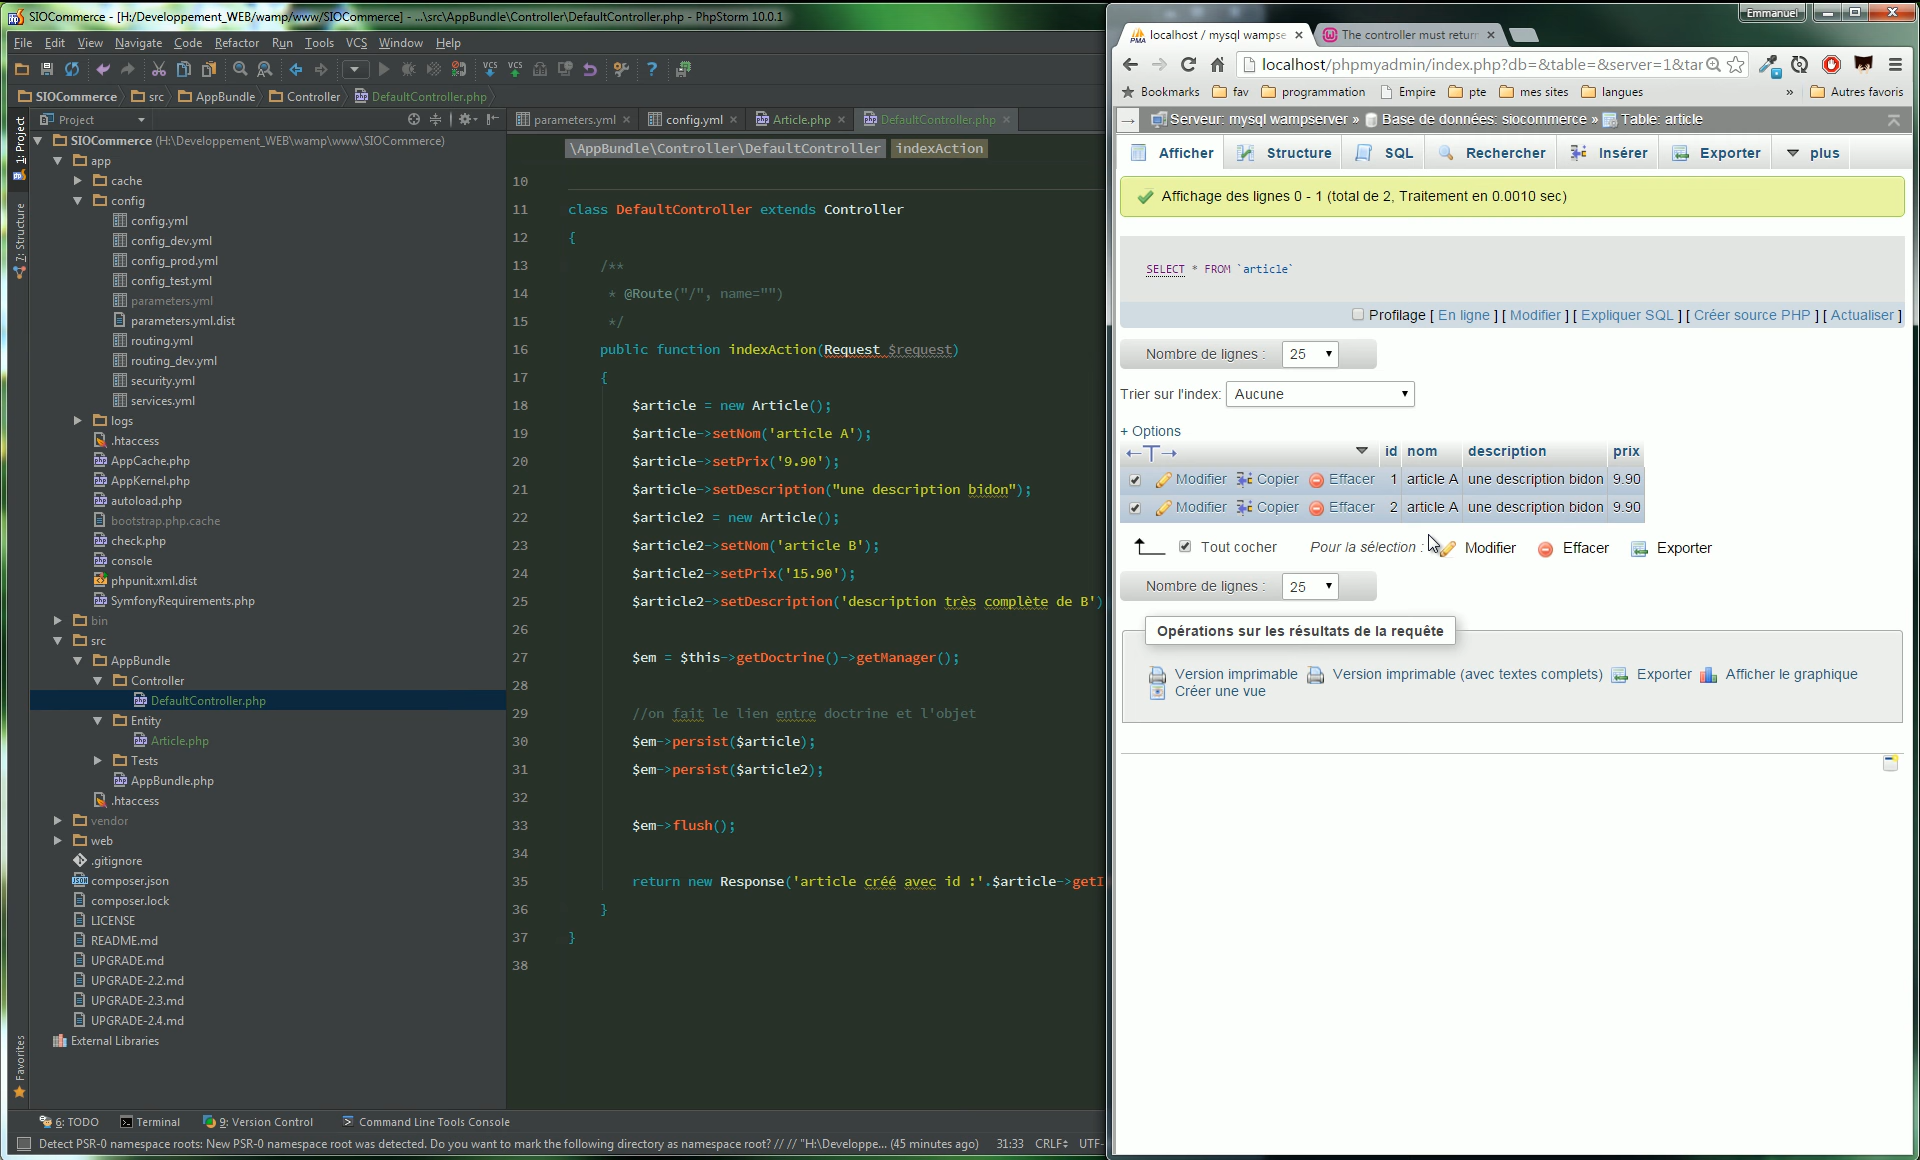 SIOCommerce - [H:/Developpement_WEB/wamp/www/SIOCommerce] - ...\src\AppBundle\Controller\DefaultController.php - PhpStorm 10.0.1
File Edit View Navigate Code Refactor Run Tools VCS Window Help
SIOCommerce src AppBundle Controller DefaultController.php
Project
1: Project
7: Structure
Favorites
SIOCommerce (H:\Developpement_WEB\wamp\www\SIOCommerce)
app
cache
config
config.yml
config_dev.yml
config_prod.yml
config_test.yml
parameters.yml
parameters.yml.dist
routing.yml
routing_dev.yml
security.yml
services.yml
logs
.htaccess
AppCache.php
AppKernel.php
autoload.php
bootstrap.php.cache
check.php
console
phpunit.xml.dist
SymfonyRequirements.php
bin
src
AppBundle
Controller
DefaultController.php
Entity
Article.php
Tests
AppBundle.php
.htaccess
vendor
web
.gitignore
composer.json
composer.lock
LICENSE
README.md
UPGRADE.md
UPGRADE-2.2.md
UPGRADE-2.3.md
UPGRADE-2.4.md
External Libraries
parameters.yml config.yml Article.php DefaultController.php
\AppBundle\Controller\DefaultController indexAction
10
11 class DefaultController extends Controller
12 {
13 /**
14 * @Route("/", name="")
15 */
16 public function indexAction(Request $request)
17 {
18 $article = new Article();
19 $article->setNom('article A');
20 $article->setPrix('9.90');
21 $article->setDescription("une description bidon");
22 $article2 = new Article();
23 $article2->setNom('article B');
24 $article2->setPrix('15.90');
25 $article2->setDescription('description très complète de B')
26
27 $em = $this->getDoctrine()->getManager();
28
29 //on fait le lien entre doctrine et l'objet
30 $em->persist($article);
31 $em->persist($article2);
32
33 $em->flush();
34
35 return new Response('article créé avec id :'.$article->getI
36 }
37 }
38
6: TODO Terminal 9: Version Control Command Line Tools Console
Detect PSR-0 namespace roots: New PSR-0 namespace root was detected. Do you want to mark the following directory as namespace root? // // "H:\Developpe... (45 minutes ago) 31:33 CRLF UTF-
Emmanuel
localhost / mysql wampse The controller must return
localhost/phpmyadmin/index.php?db=&table=&server=1&tar
Bookmarks fav programmation Empire pte mes sites langues » Autres favoris
Serveur: mysql wampserver » Base de données: siocommerce » Table: article
Afficher Structure SQL Rechercher Insérer Exporter plus
Affichage des lignes 0 - 1 (total de 2, Traitement en 0.0010 sec)
SELECT * FROM `article`
Profilage [ En ligne ] [ Modifier ] [ Expliquer SQL ] [ Créer source PHP ] [ Actualiser ]
Nombre de lignes : 25
Trier sur l'index: Aucune
+ Options
←T→ id nom description prix
Modifier Copier Effacer 1 article A une description bidon 9.90
Modifier Copier Effacer 2 article A une description bidon 9.90
Tout cocher Pour la sélection : Modifier Effacer Exporter
Nombre de lignes : 25
Opérations sur les résultats de la requête
Version imprimable Version imprimable (avec textes complets) Exporter Afficher le graphique
Créer une vue